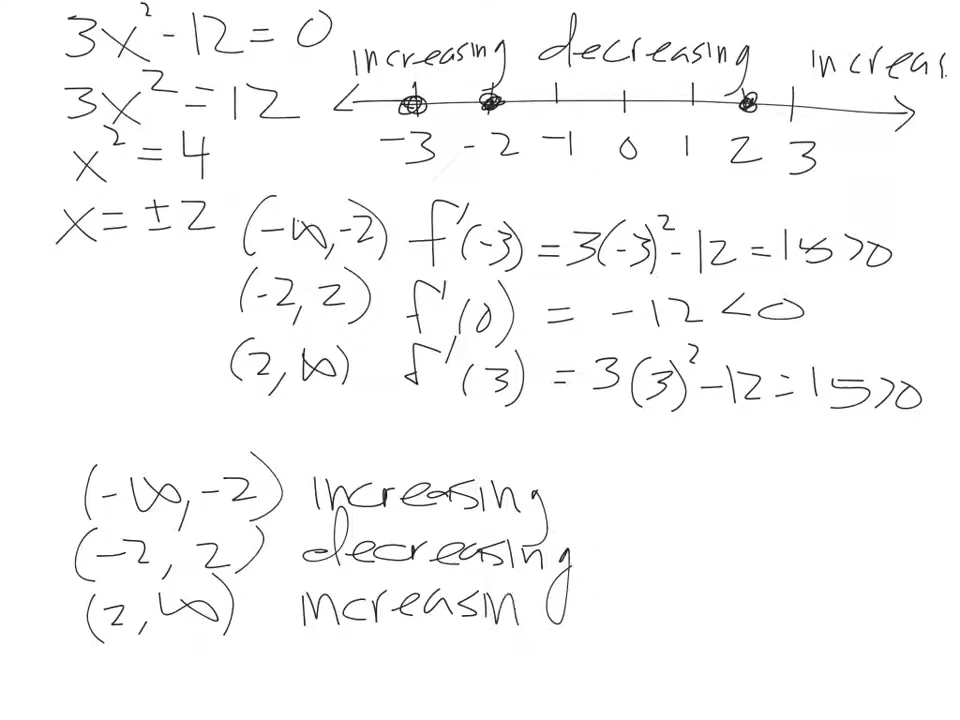 3x²-12=0
increasing decreasing increas
3x²=12
-3 -2 -1 0 1 2 3
x²=4
x=±2
(-∞,-2) f'(-3)=3(-3)²-12=15>0
(-2,2) f'(0)=-12<0
(2,∞) f'(3)=3(3)²-12=15>0
(-∞,-2) increasing
(-2,2) decreasing
(2,∞) increasing